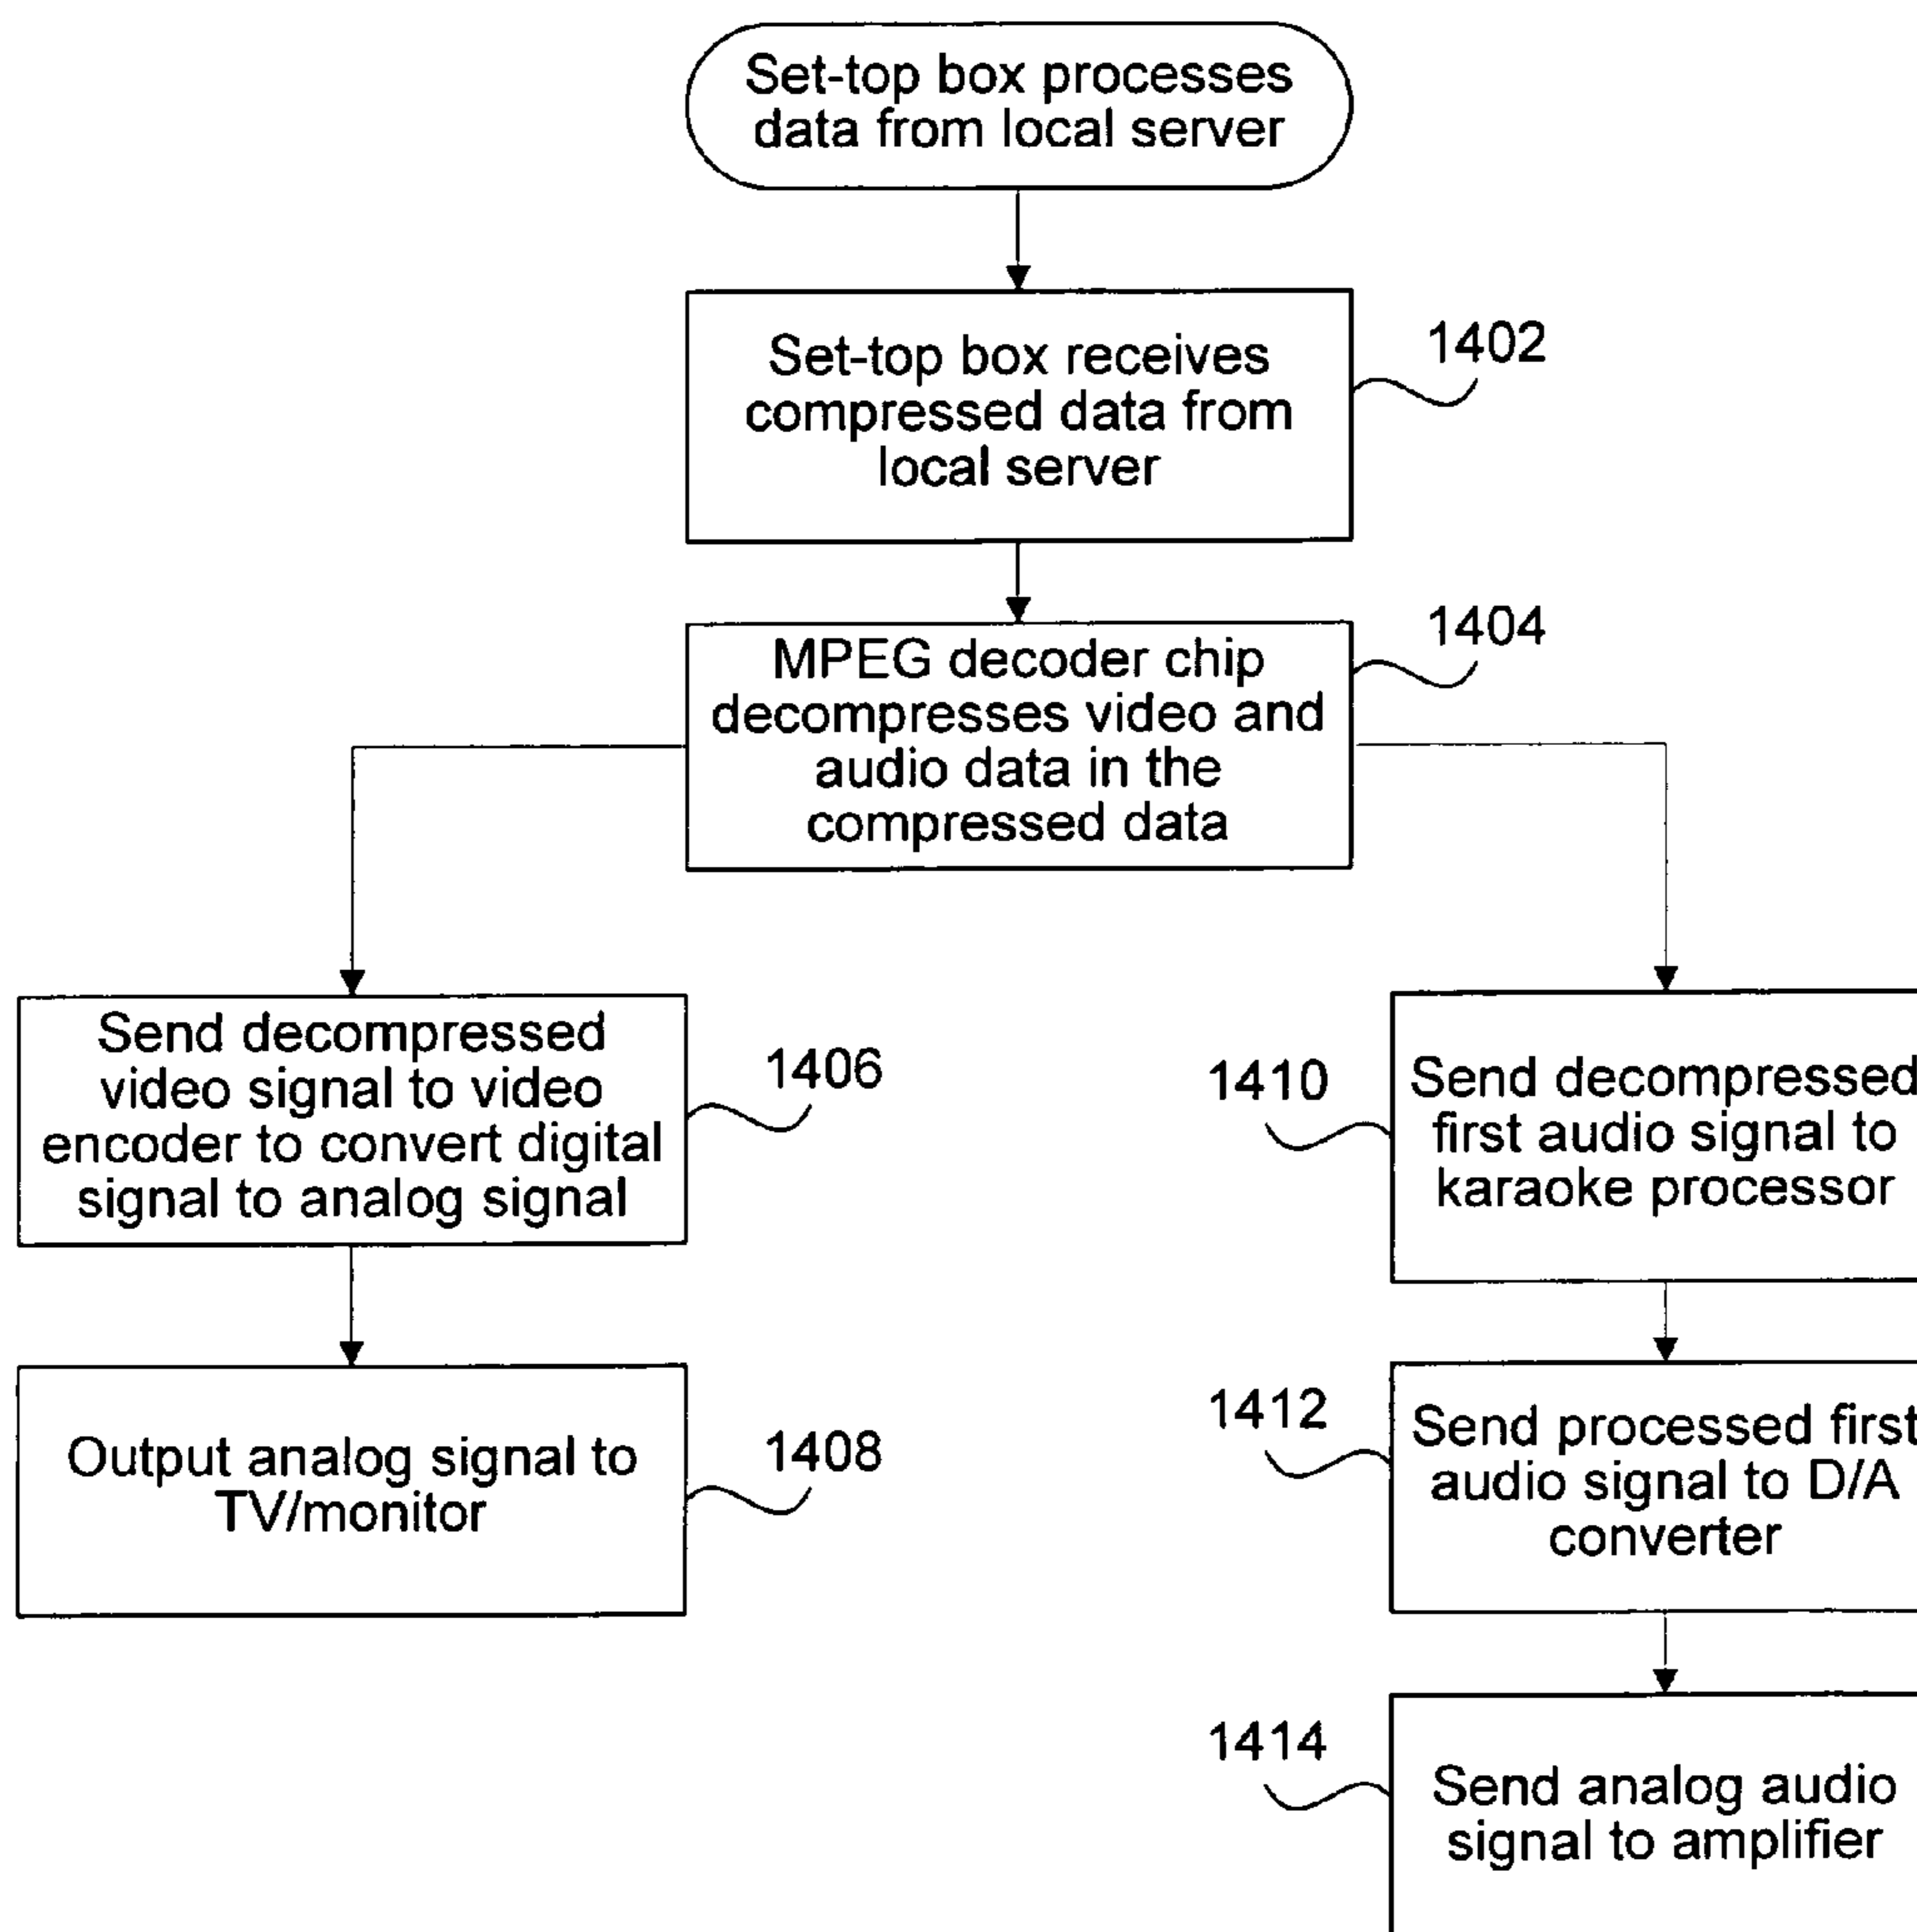 Set-top box processes
data from local server
Set-top box receives
compressed data from
local server
1402
MPEG decoder chip
decompresses video and
audio data in the
compressed data
1404
Send decompressed
video signal to video
encoder to convert digital
signal to analog signal
1406
Output analog signal to
TV/monitor
1408
1410
Send decompressed
first audio signal to
karaoke processor
1412
Send processed first
audio signal to D/A
converter
1414
Send analog audio
signal to amplifier